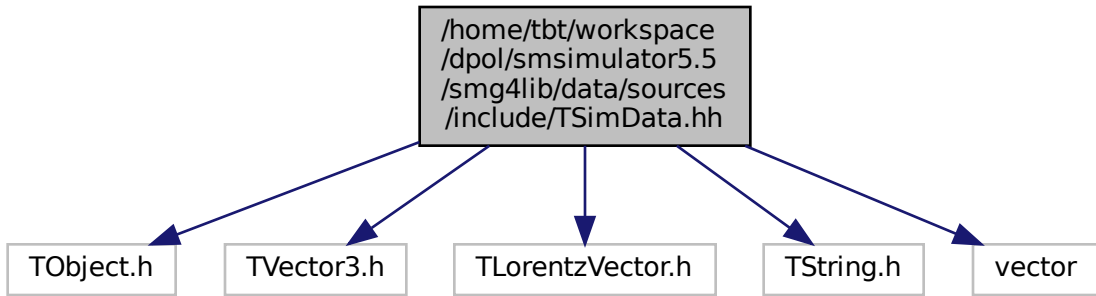 /home/tbt/workspace
/dpol/smsimulator5.5
/smg4lib/data/sources
/include/TSimData.hh
TObject.h
TVector3.h
TLorentzVector.h
TString.h
vector